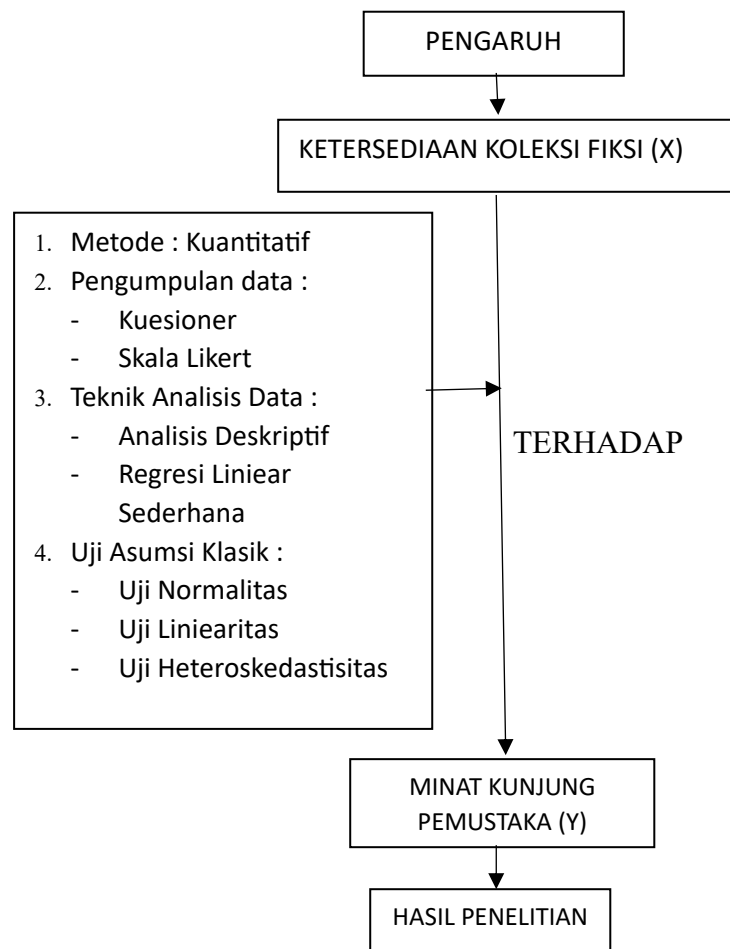 PENGARUH
KETERSEDIAAN KOLEKSI FIKSI (X)
1. Metode : Kuantitatif
2. Pengumpulan data :
- Kuesioner
- Skala Likert
3. Teknik Analisis Data :
- Analisis Deskriptif
- Regresi Liniear
Sederhana
4. Uji Asumsi Klasik :
- Uji Normalitas
- Uji Liniearitas
- Uji Heteroskedastisitas
TERHADAP
MINAT KUNJUNG
PEMUSTAKA (Y)
HASIL PENELITIAN